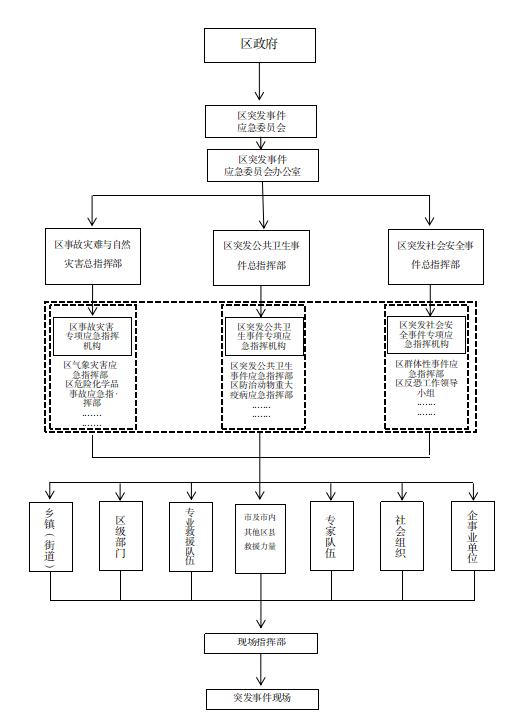 区政府
区突发事件
应急委员会
区突发事件
应急委员会办公室
区事故灾难与自然
灾害总指挥部
区突发公共卫生事
件总指挥部
区突发社会安全事
件总指挥部
区事故灾害
专项应急指挥
机构
区气象灾害应
急指挥部
区危险化学品
事故应急指·
挥部
.......
.......
区突发公共卫
生事件专项应
急指挥机构
区突发公共卫生
事件应急指挥部
区防治动物重大
疫病应急指挥部
.......
.......
区突发社会安
全事件专项应
急指挥机构
区群体性事件应
急指挥部
区反恐工作领导
小组
.......
.......
乡镇（街道）
区级部门
专业救援队伍
市及市内
其他区县
救援力量
专家队伍
社会组织
企事业单位
现场指挥部
突发事件现场